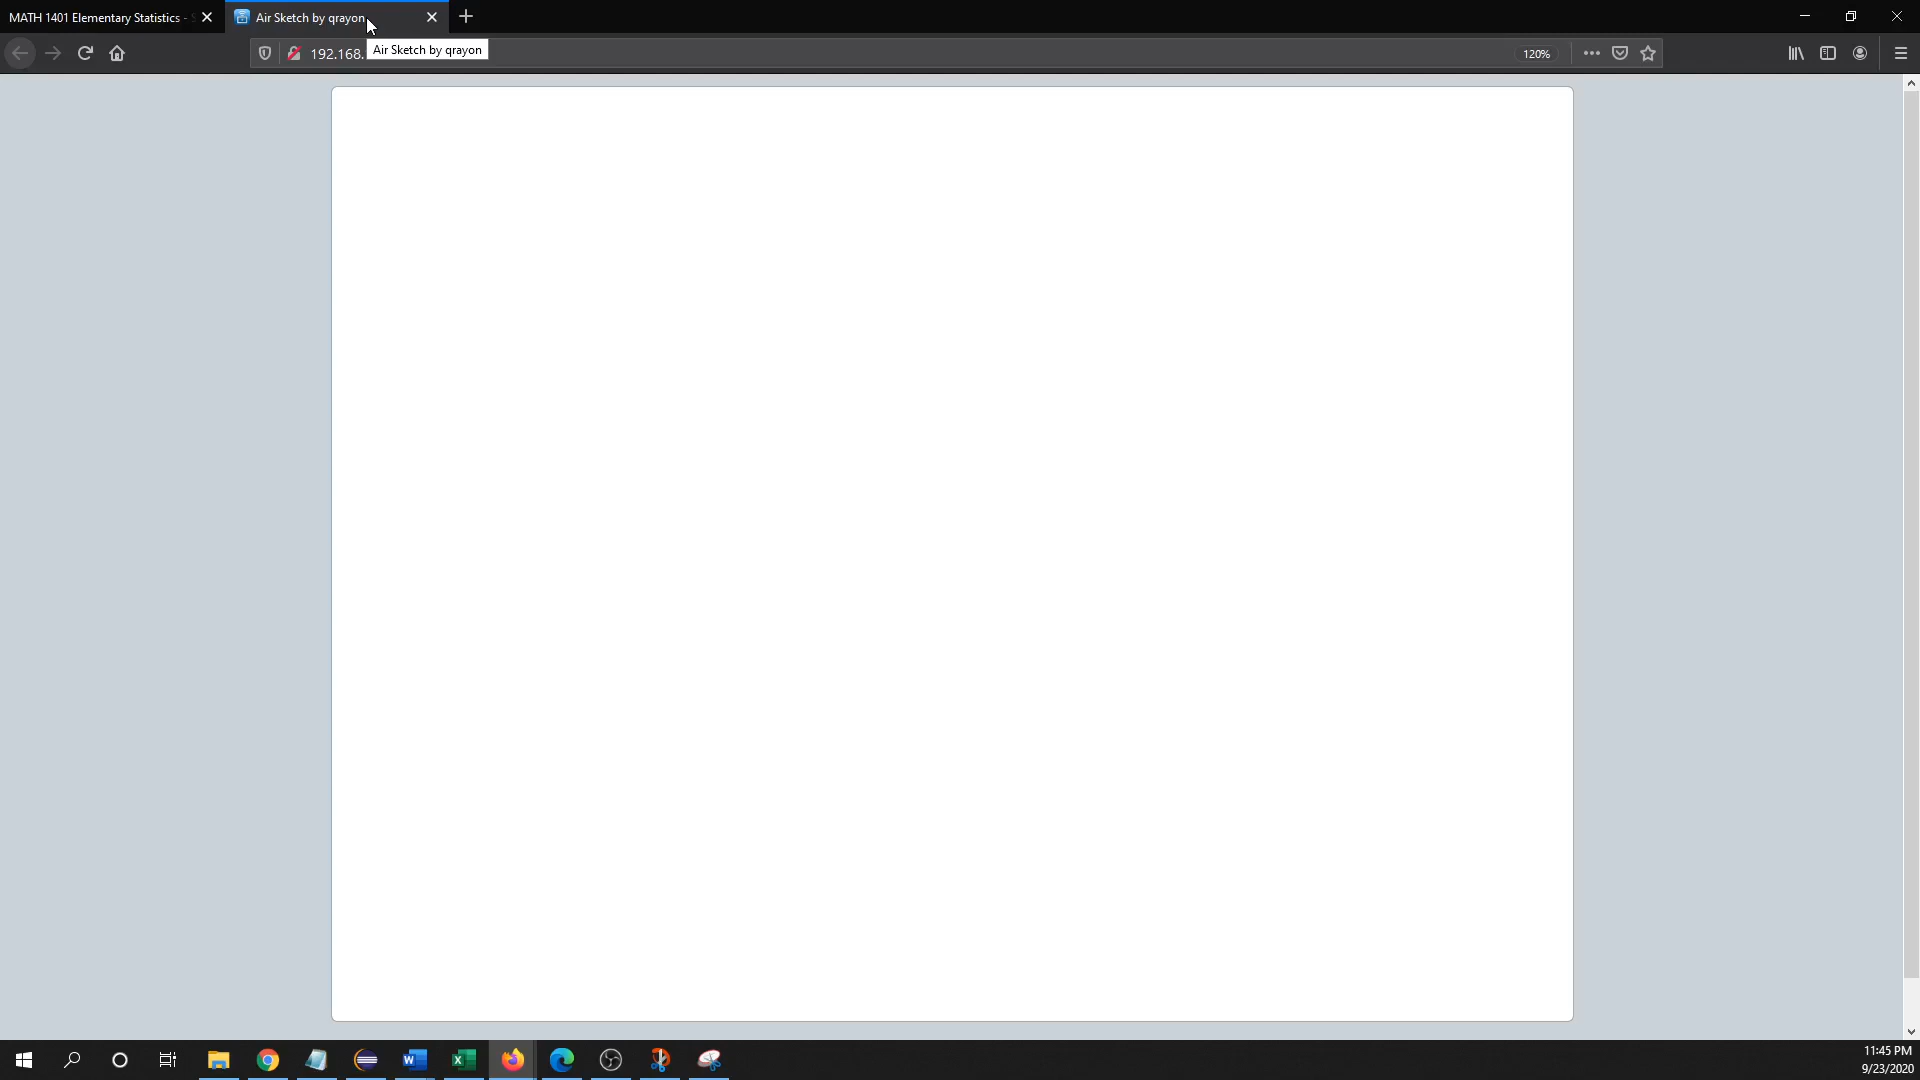 MATH 1401 Elementary Statistics -
Air Sketch by qrayon
192.168.
Air Sketch by qrayon
120%
11:45 PM
9/23/2020